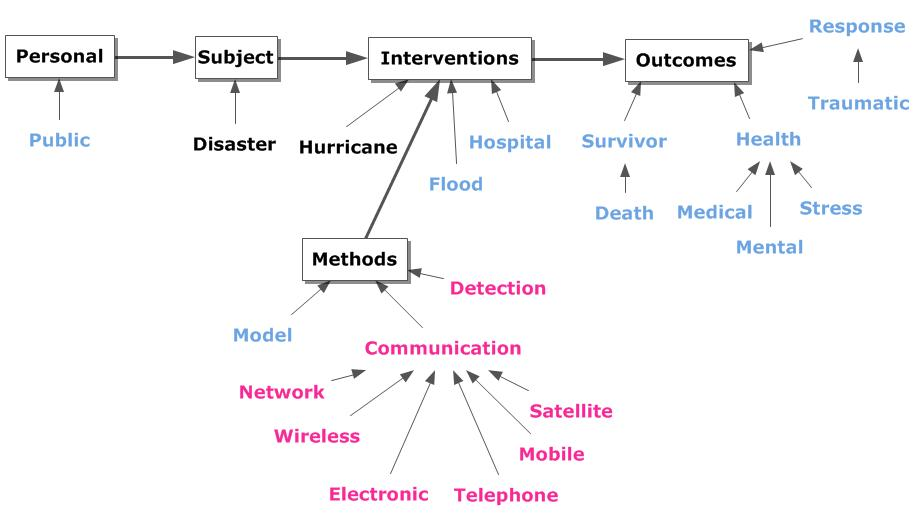 Response
Personal
Subject
Interventions
Outcomes
Traumatic
Public
Disaster
Hurricane
Hospital
Survivor
Health
Flood
Death
Medical
Stress
Mental
Methods
Detection
Model
Communication
Network
Satellite
Wireless
Mobile
Electronic
Telephone